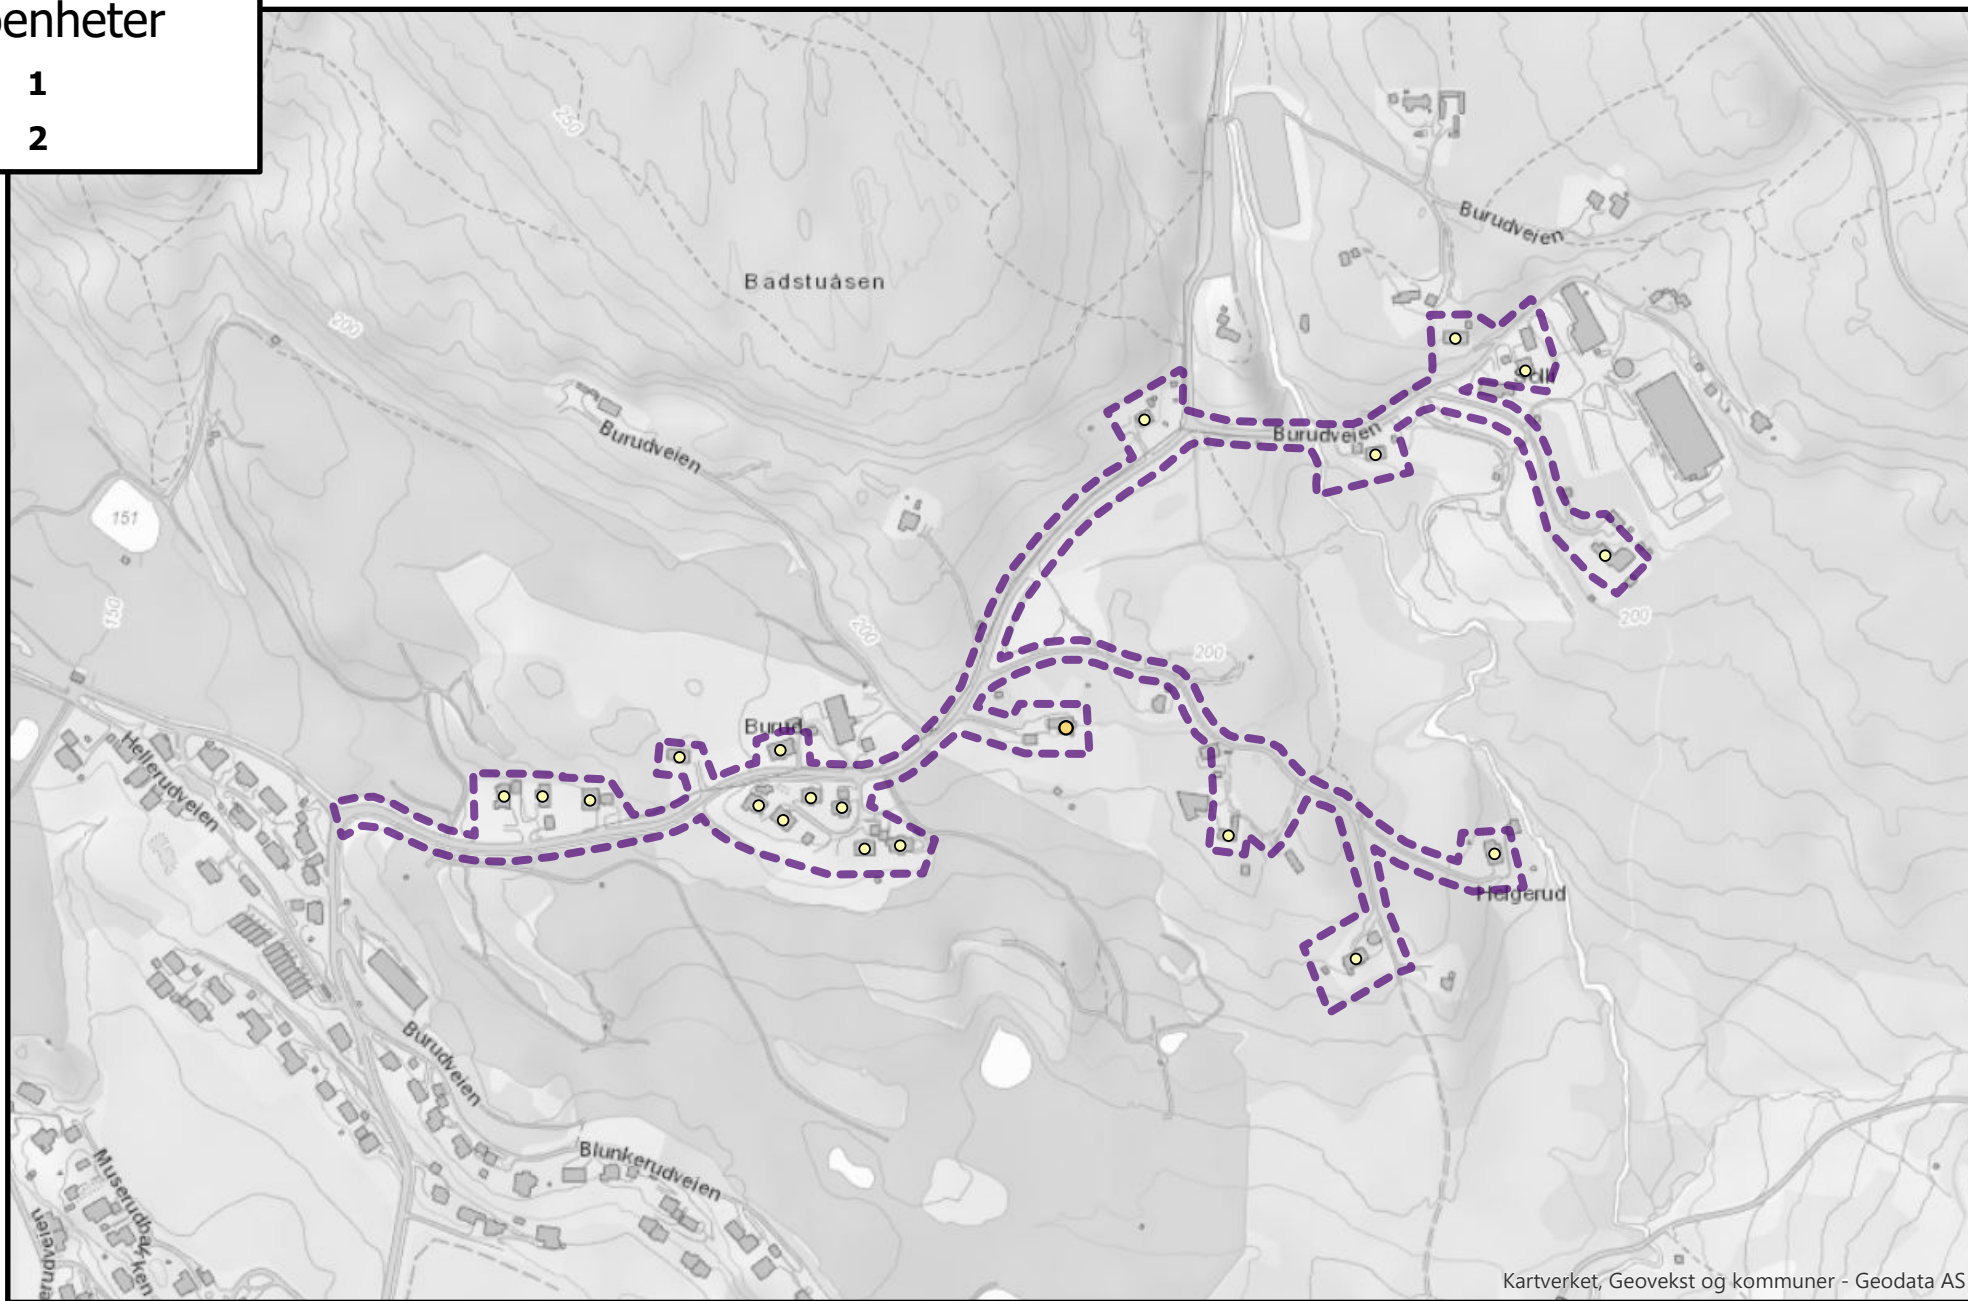 enheter
1
2
250
Burudveien
Badstuåsen
200
Burudveien
Burudveien
151
150
200
200
200
Burud
Hellerudveien
Helgerud
Burudveien
Blunkerudveien
Muserudbakken
erudveien
Kartverket, Geovekst og kommuner - Geodata AS